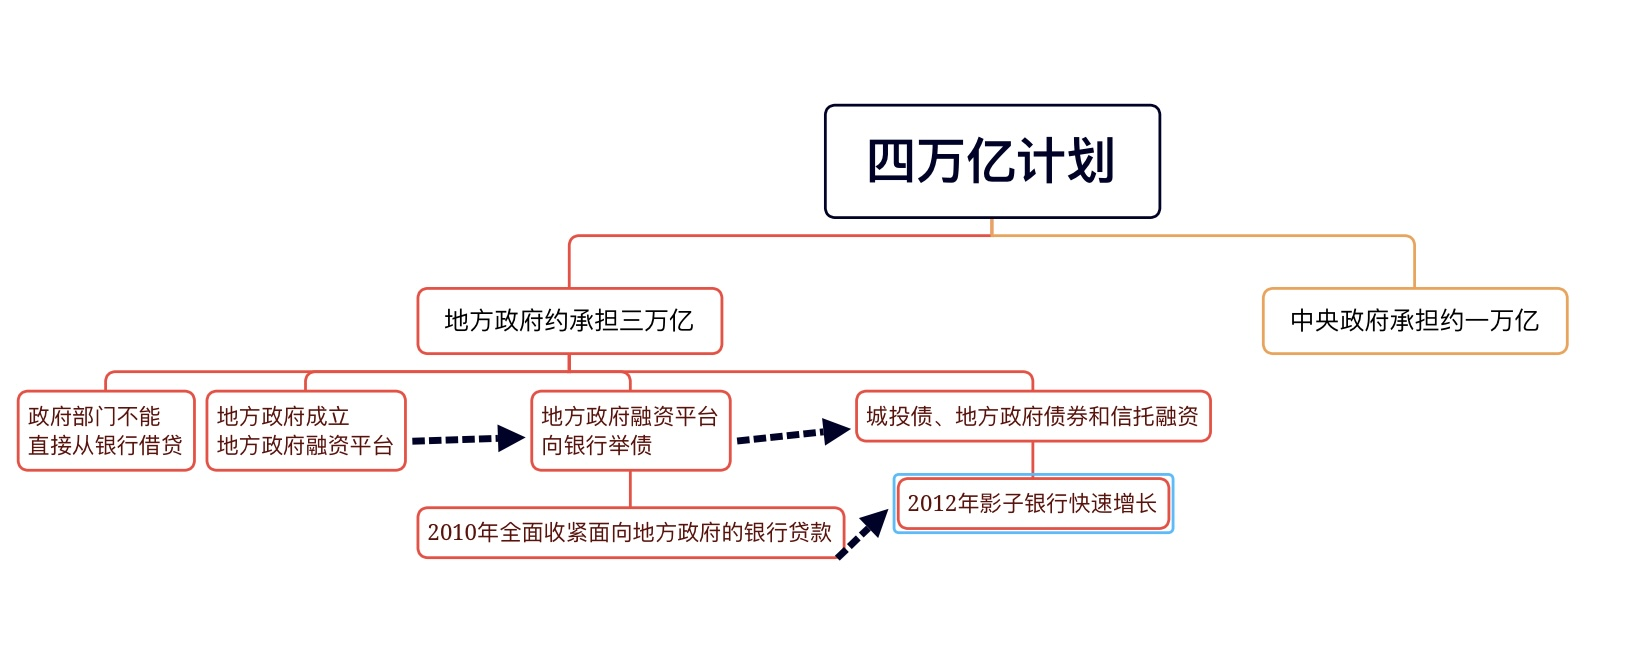 四万亿计划
地方政府约承担三万亿
中央政府承担约一万亿
政府部门不能
直接从银行借贷
地方政府成立
地方政府融资平台
地方政府融资平台
向银行举债
城投债、地方政府债券和信托融资
2010年全面收紧面向地方政府的银行贷款
2012年影子银行快速增长